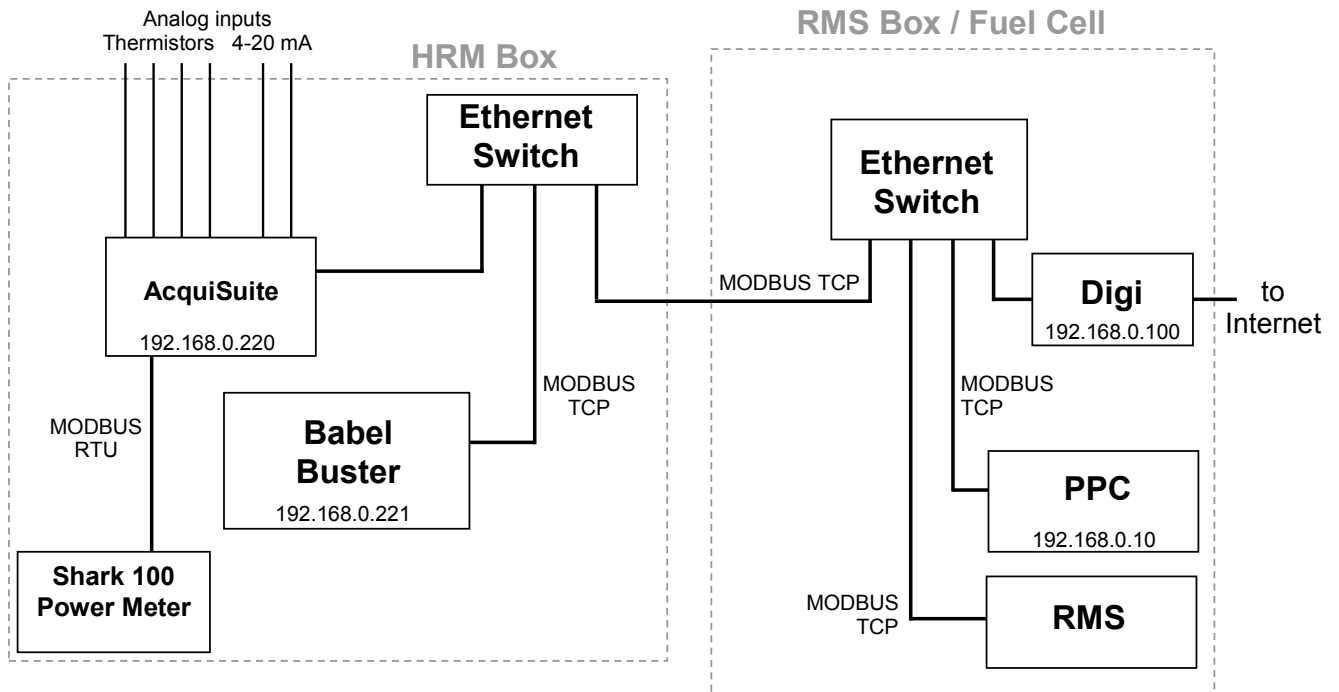 Analog inputs
Thermistors 4-20 mA
HRM Box
RMS Box / Fuel Cell
Ethernet
Switch
AcquiSuite
192.168.0.220
MODBUS
RTU
Babel
Buster
192.168.0.221
MODBUS
TCP
Shark 100
Power Meter
MODBUS TCP
Ethernet
Switch
Digi
192.168.0.100
to
Internet
MODBUS
TCP
PPC
192.168.0.10
MODBUS
TCP
RMS